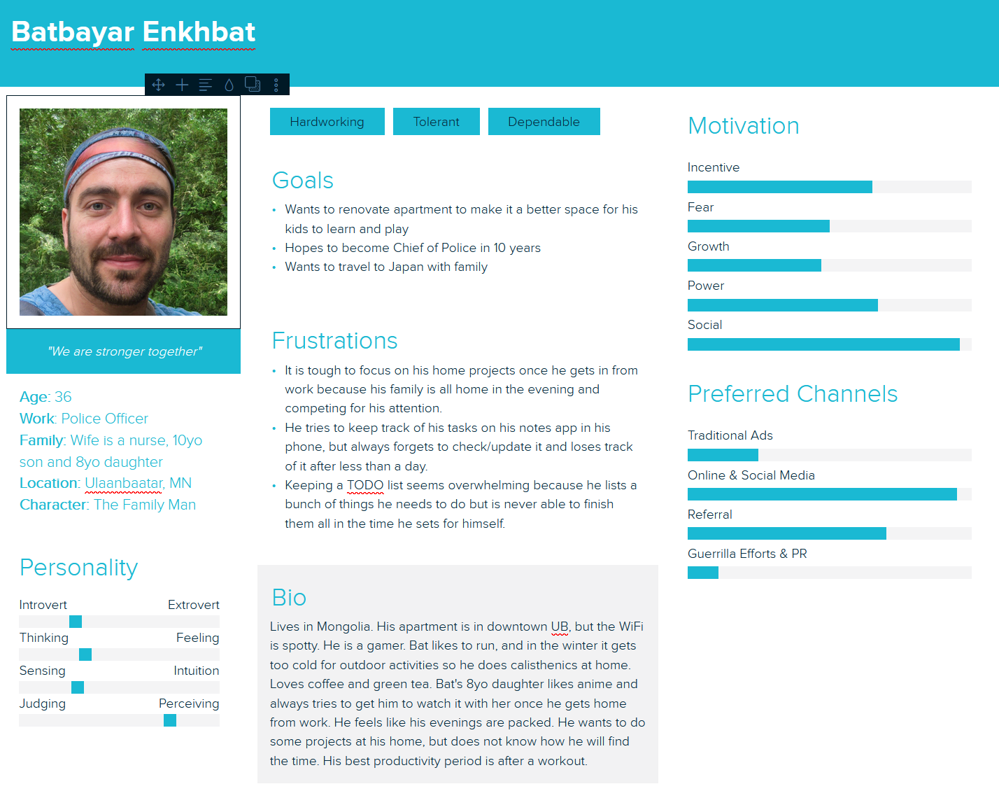 Batbayar Enkhbat
"We are stronger together"
Age: 36
Work: Police Officer
Family: Wife is a nurse, 10yo
son and 8yo daughter
Location: Ulaanbaatar, MN
Character: The Family Man
Personality
Introvert Extrovert
Thinking Feeling
Sensing Intuition
Judging Perceiving
Hardworking Tolerant Dependable
Goals
• Wants to renovate apartment to make it a better space for his
kids to learn and play
• Hopes to become Chief of Police in 10 years
• Wants to travel to Japan with family
Frustrations
• It is tough to focus on his home projects once he gets in from
work because his family is all home in the evening and
competing for his attention.
• He tries to keep track of his tasks on his notes app in his
phone, but always forgets to check/update it and loses track
of it after less than a day.
• Keeping a TODO list seems overwhelming because he lists a
bunch of things he needs to do but is never able to finish
them all in the time he sets for himself.
Bio
Lives in Mongolia. His apartment is in downtown UB, but the WiFi
is spotty. He is a gamer. Bat likes to run, and in the winter it gets
too cold for outdoor activities so he does calisthenics at home.
Loves coffee and green tea. Bat's 8yo daughter likes anime and
always tries to get him to watch it with her once he gets home
from work. He feels like his evenings are packed. He wants to do
some projects at his home, but does not know how he will find
the time. His best productivity period is after a workout.
Motivation
Incentive
Fear
Growth
Power
Social
Preferred Channels
Traditional Ads
Online & Social Media
Referral
Guerrilla Efforts & PR